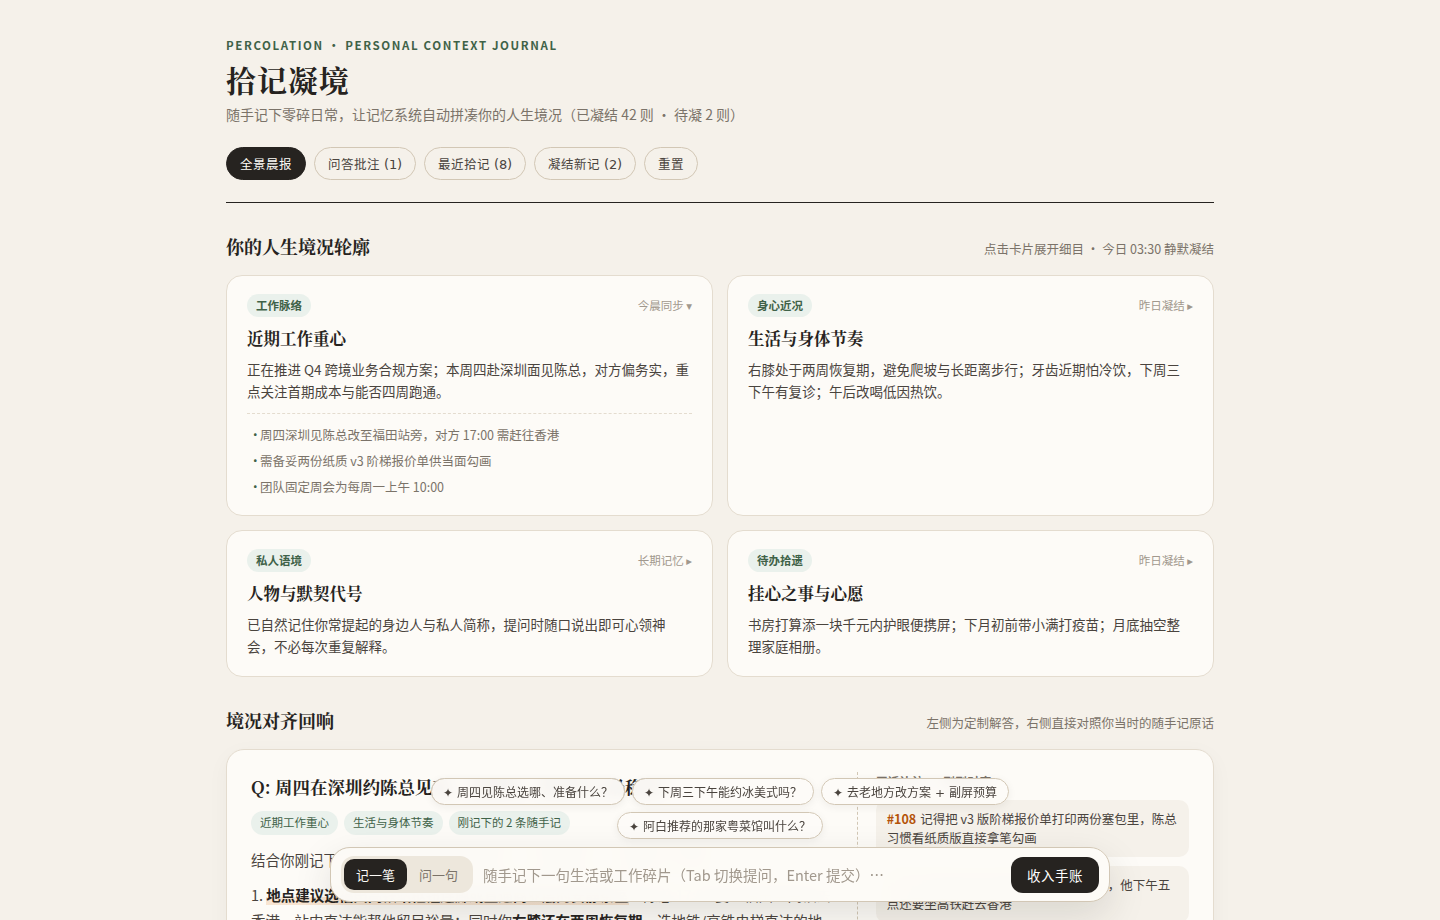 PERCOLATION · PERSONAL CONTEXT JOURNAL
拾记凝境
随手记下零碎日常，让记忆系统自动拼凑你的人生境况（已凝结 42 则 · 待凝 2 则）
全景晨报 问答批注 (1) 最近拾记 (8) 凝结新记 (2) 重置
你的人生境况轮廓
点击卡片展开细目 · 今日 03:30 静默凝结
工作脉络 今晨同步 ▾
近期工作重心
正在推进 Q4 跨境业务合规方案；本周四赴深圳面见陈总，对方偏务实，重
点关注首期成本与能否四周跑通。
· 周四深圳见陈总改至福田站旁，对方 17:00 需赶往香港
· 需备妥两份纸质 v3 阶梯报价单供当面勾画
· 团队固定周会为每周一上午 10:00
身心近况 昨日凝结 ▸
生活与身体节奏
右膝处于两周恢复期，避免爬坡与长距离步行；牙齿近期怕冷饮，下周三
下午有复诊；午后改喝低因热饮。
私人语境 长期记忆 ▸
人物与默契代号
已自然记住你常提起的身边人与私人简称，提问时随口说出即可心领神
会，不必每次重复解释。
待办拾遗 昨日凝结 ▸
挂心之事与心愿
书房打算添一块千元内护眼便携屏；下月初前带小满打疫苗；月底抽空整
理家庭相册。
境况对齐回响
左侧为定制解答，右侧直接对照你当时的随手记原话
Q: 周四在深圳约陈总见
✦ 周四见陈总选哪、准备什么？ ✦ 下周三下午能约冰美式吗？ ✦ 去老地方改方案 + 副屏预算
✦ 阿白推荐的那家粤菜馆叫什么？
近期工作重心 生活与身体节奏 刚记下的 2 条随手记
结合你刚记下
1. 地点建议选
右膝还在两周恢复期
#108 记得把 v3 版阶梯报价单单打印两份塞包里，陈总
习惯看纸质版直接拿笔勾画
，他下午五
点还要坐高铁赶去香港
记一笔 问一句 随手记下一句生活或工作碎片（Tab 切换提问，Enter 提交）… 收入手账